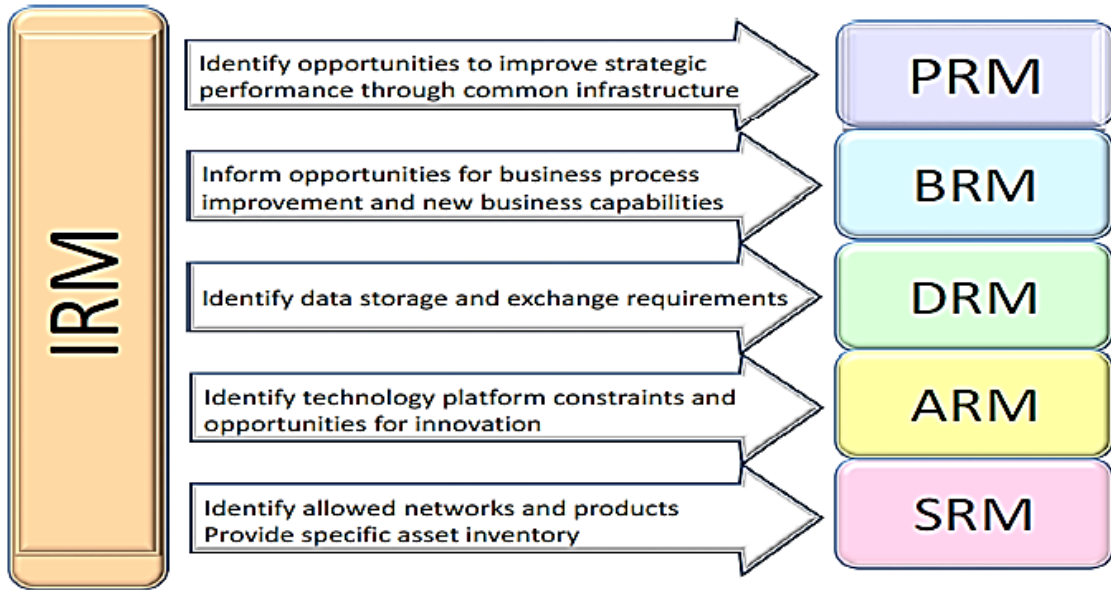 IRM
Identify opportunities to improve strategic
performance through common infrastructure
PRM
Inform opportunities for business process
improvement and new business capabilities
BRM
Identify data storage and exchange requirements
DRM
Identify technology platform constraints and
opportunities for innovation
ARM
Identify allowed networks and products
Provide specific asset inventory
SRM